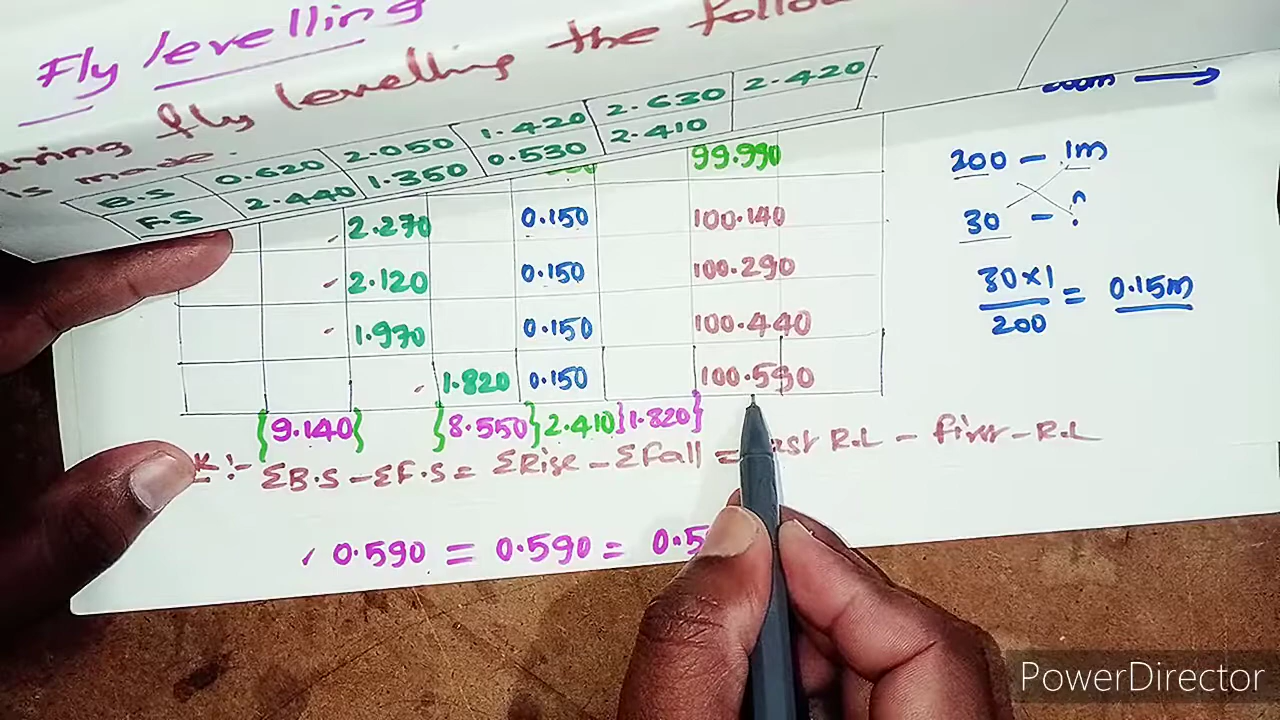 Fly levelling
fly levelling the follow
is made.
B.S 0.620 2.050 1.420 2.630 2.420
F.S 2.440 1.350 0.530 2.410
99.990
2.270 0.150 100.140
2.120 0.150 100.290
1.970 0.150 100.440
1.820 0.150 100.590
{9.140} {8.550} 2.410} {1.820}
ΣB.S - ΣF.S = ΣRise - ΣFall = R.L - first-R.L
0.590 = 0.590 = 0.5
200 - 1m
30 - ?
30 x 1
200
= 0.15m
PowerDirector